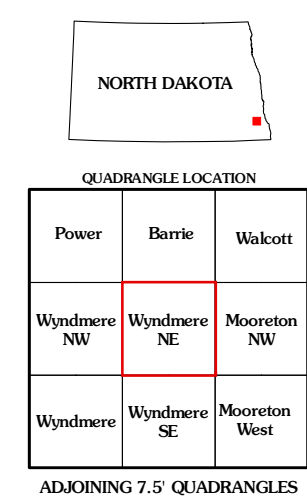 NORTH DAKOTA
QUADRANGLE LOCATION
Power
Barrie
Walcott
Wyndmere
NW
Wyndmere
NE
Mooreton
NW
Wyndmere
Wyndmere
SE
Mooreton
West
ADJOINING 7.5' QUADRANGLES